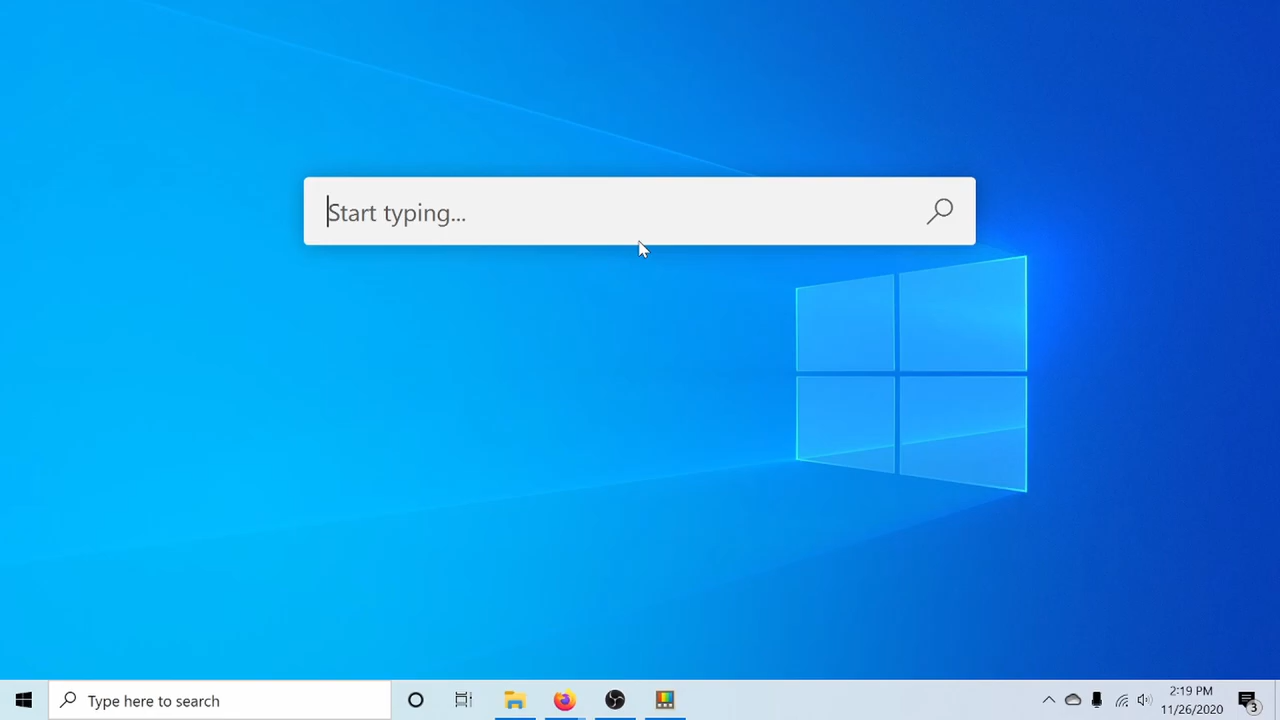 Start typing...
Type here to search
2:19 PM
11/26/2020
3